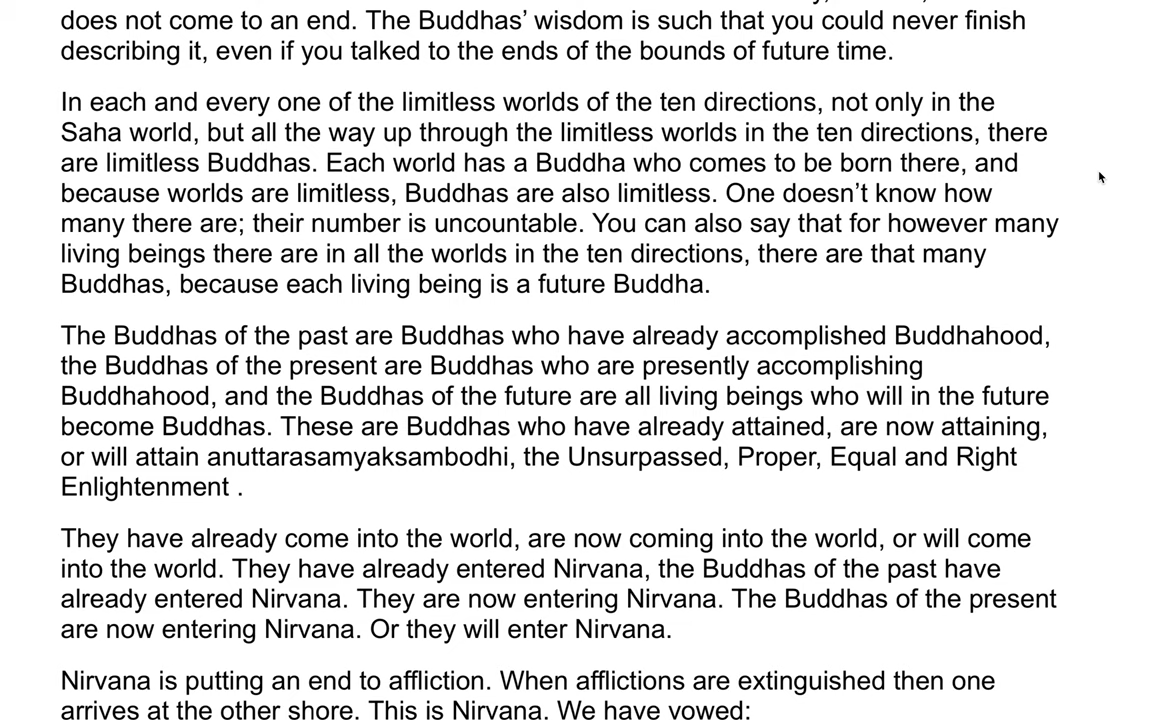 does not come to an end. The Buddhas’ wisdom is such that you could never finish
describing it, even if you talked to the ends of the bounds of future time.
In each and every one of the limitless worlds of the ten directions, not only in the
Saha world, but all the way up through the limitless worlds in the ten directions, there
are limitless Buddhas. Each world has a Buddha who comes to be born there, and
because worlds are limitless, Buddhas are also limitless. One doesn’t know how
many there are; their number is uncountable. You can also say that for however many
living beings there are in all the worlds in the ten directions, there are that many
Buddhas, because each living being is a future Buddha.
The Buddhas of the past are Buddhas who have already accomplished Buddhahood,
the Buddhas of the present are Buddhas who are presently accomplishing
Buddhahood, and the Buddhas of the future are all living beings who will in the future
become Buddhas. These are Buddhas who have already attained, are now attaining,
or will attain anuttarasamyaksambodhi, the Unsurpassed, Proper, Equal and Right
Enlightenment .
They have already come into the world, are now coming into the world, or will come
into the world. They have already entered Nirvana, the Buddhas of the past have
already entered Nirvana. They are now entering Nirvana. The Buddhas of the present
are now entering Nirvana. Or they will enter Nirvana.
Nirvana is putting an end to affliction. When afflictions are extinguished then one
arrives at the other shore. This is Nirvana. We have vowed: